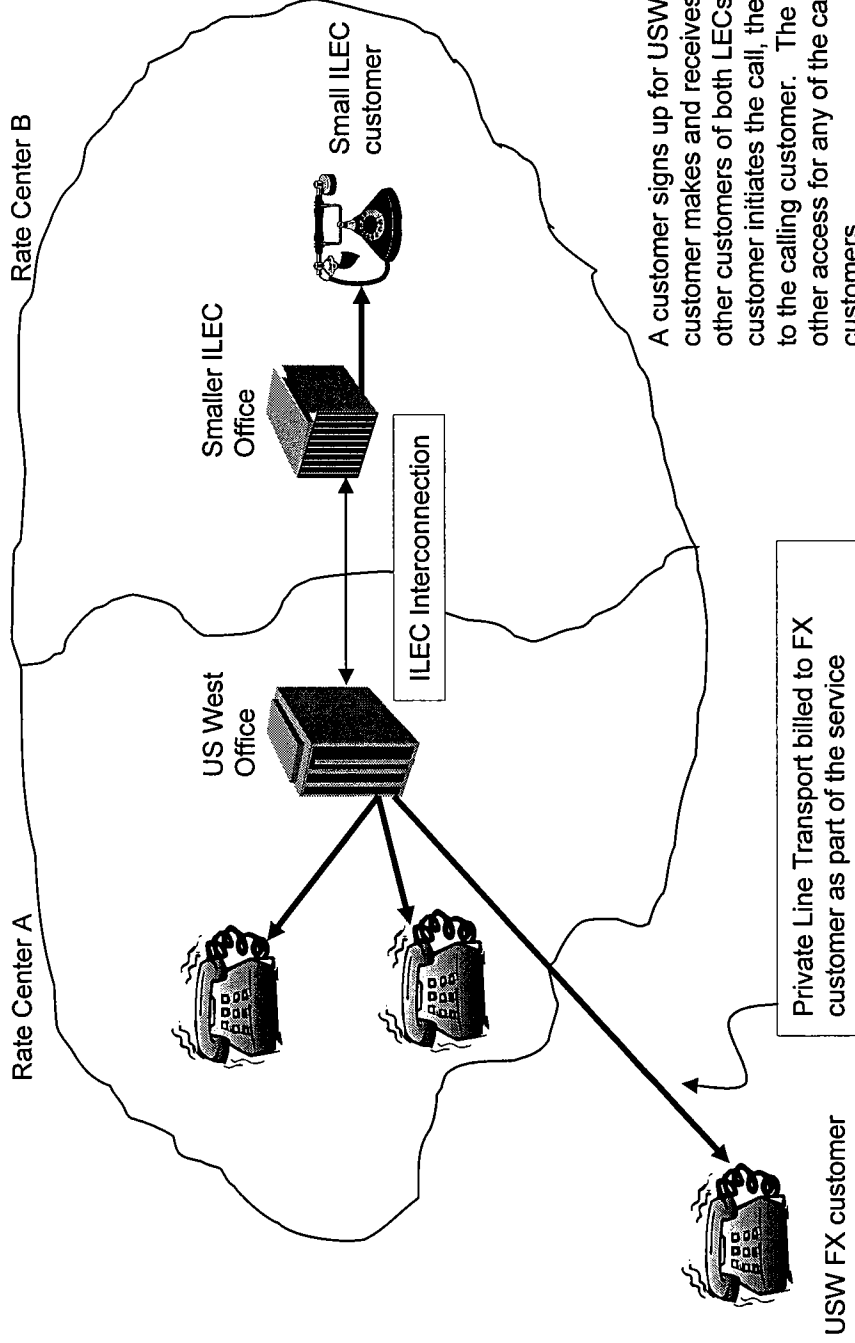 Rate Center A
Rate Center B
US West
Office
Smaller ILEC
Office
Small ILEC
customer
ILEC Interconnection
Private Line Transport billed to FX
customer as part of the service
USW FX customer
A customer signs up for USW
customer makes and receives
other customers of both LECs
customer initiates the call, the
to the calling customer. The
other access for any of the ca
customers